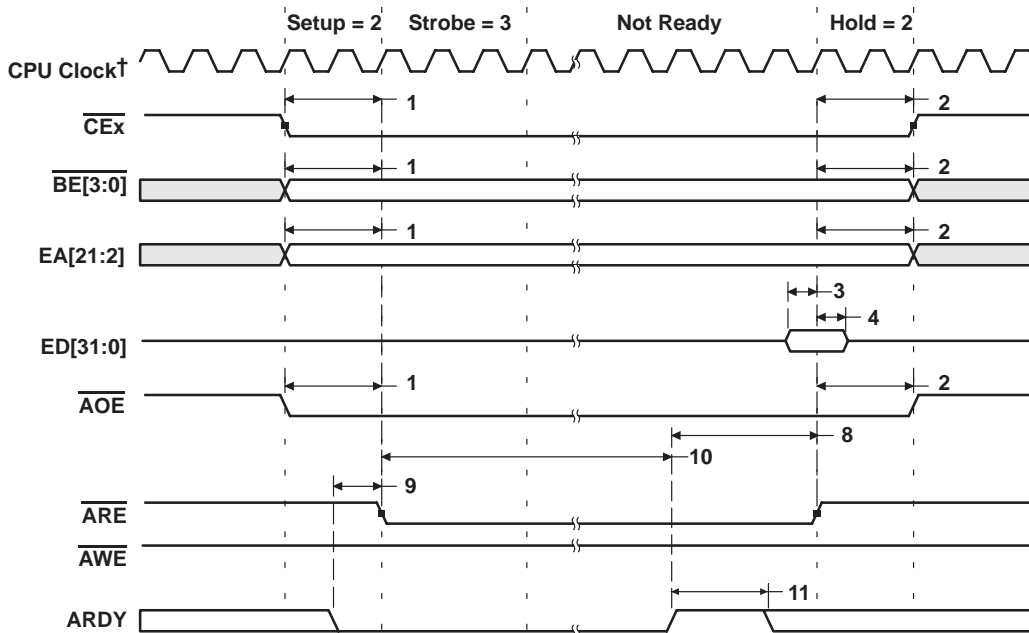 Setup = 2 Strobe = 3 Not Ready Hold = 2
CPU Clock†
1 2
CEx
1 2
BE[3:0]
1 2
EA[21:2]
3
4
ED[31:0]
1 2
AOE
8
10
9
ARE
AWE
11
ARDY